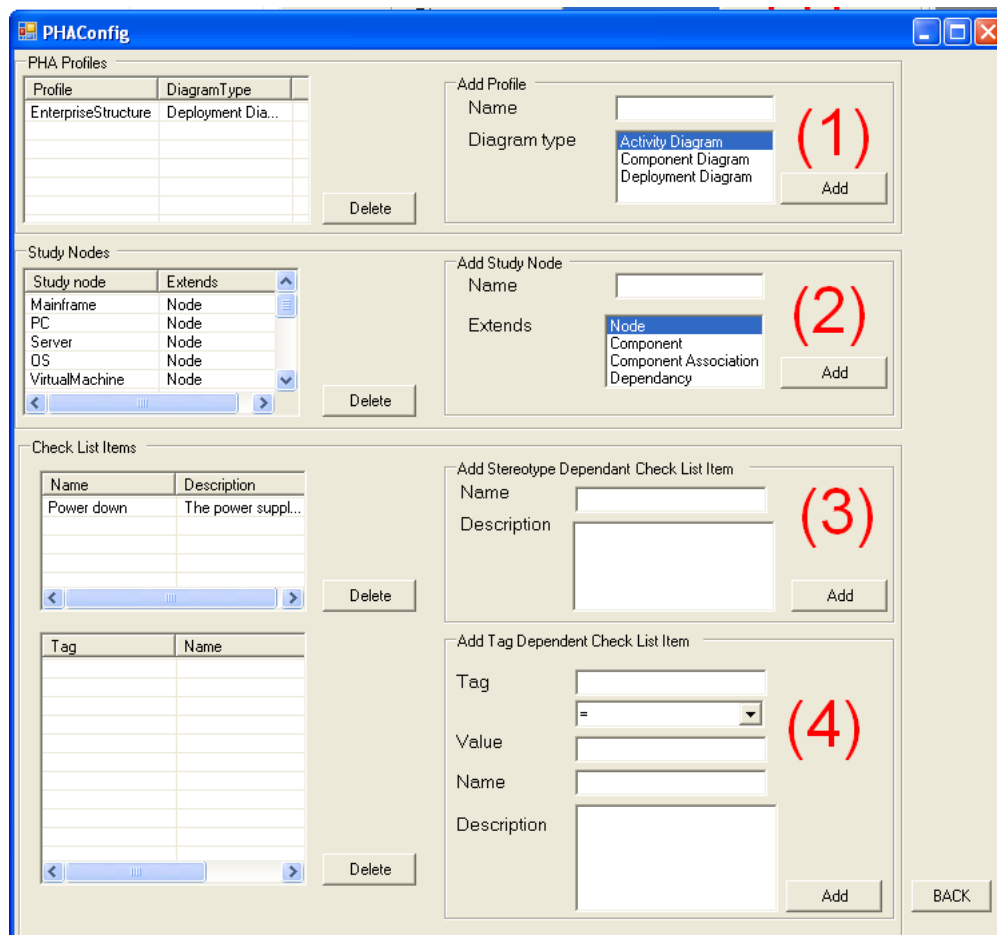 PHAConfig
PHA Profiles
Profile DiagramType
EnterpriseStructure Deployment Dia...
Delete
Add Profile
Name
Diagram type
Activity Diagram
Component Diagram
Deployment Diagram
(1)
Add
Study Nodes
Study node Extends
Mainframe Node
PC Node
Server Node
OS Node
VirtualMachine Node
Delete
Add Study Node
Name
Extends
Node
Component
Component Association
Dependancy
(2)
Add
Check List Items
Name Description
Power down The power suppl...
Delete
Add Stereotype Dependant Check List Item
Name
Description
(3)
Add
Tag Name
Delete
Add Tag Dependent Check List Item
Tag
=
Value
Name
Description
(4)
Add
BACK